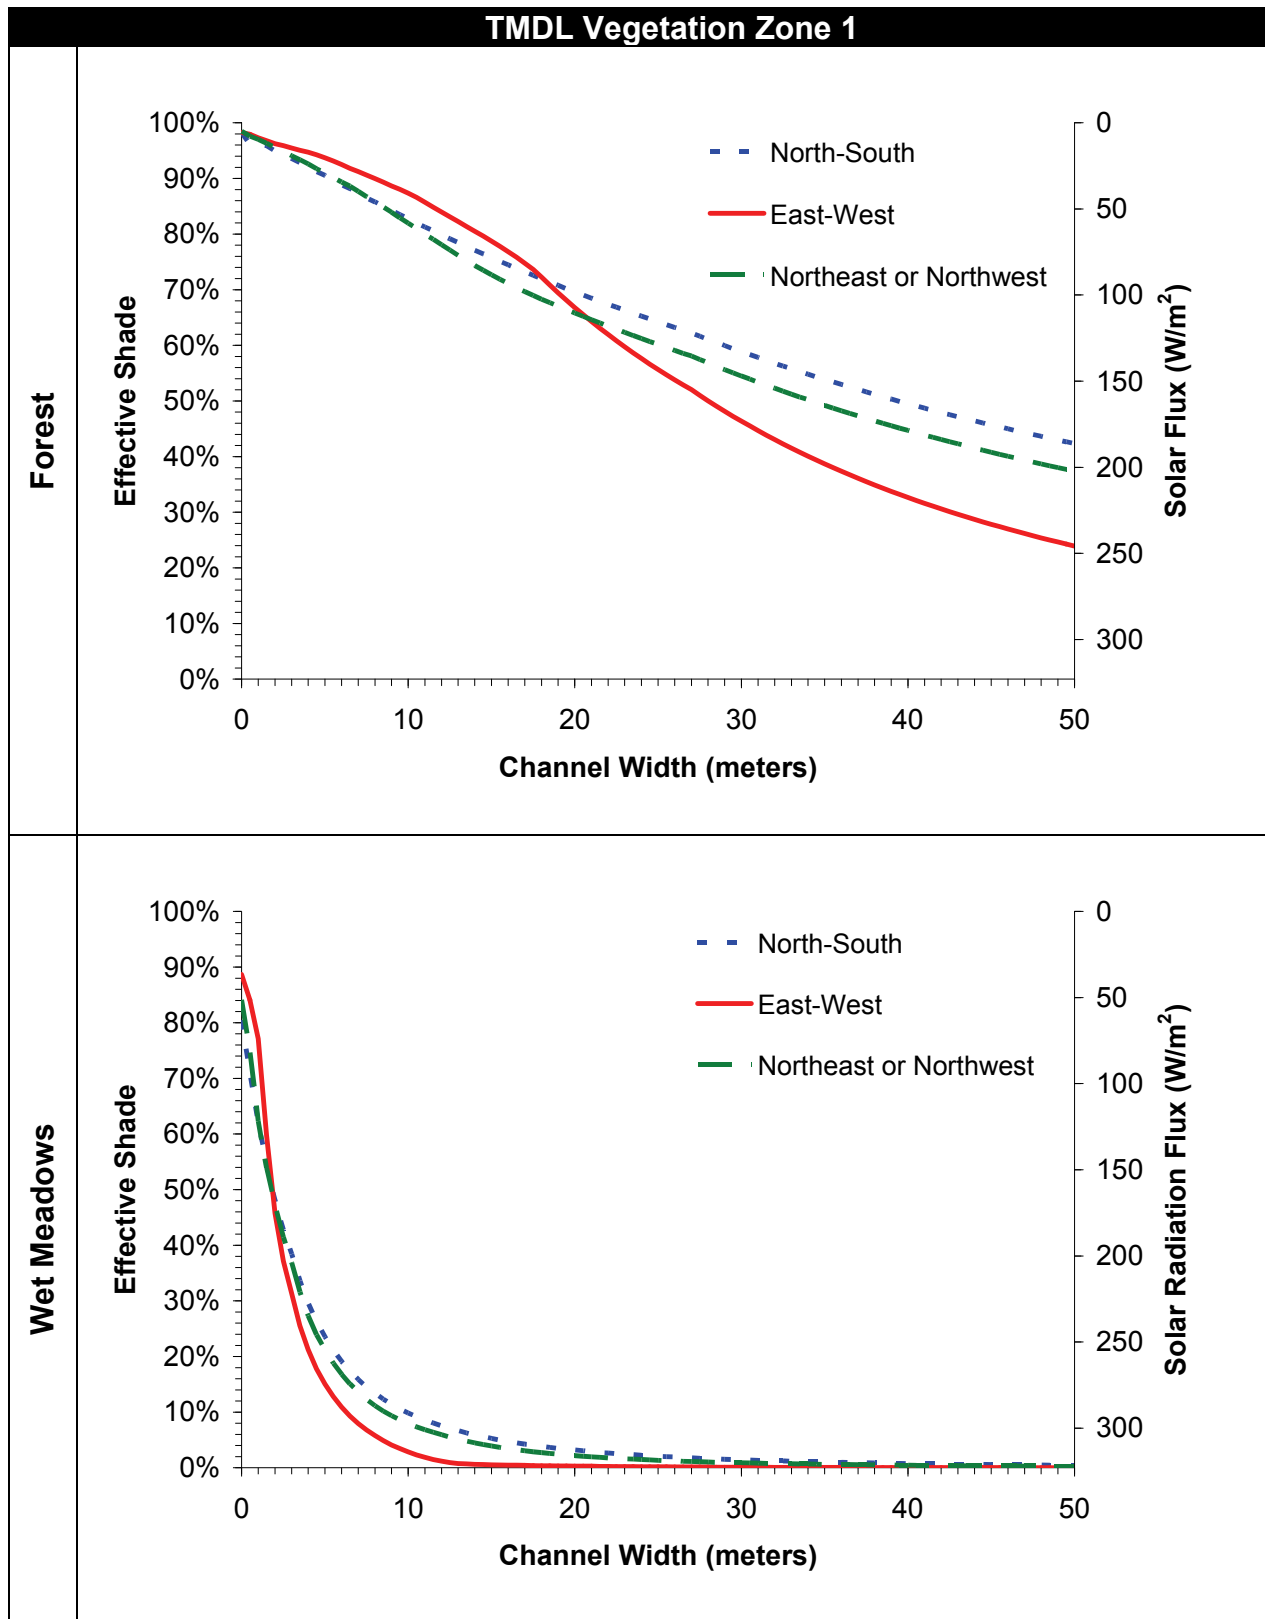 TMDL Vegetation Zone 1
Forest
Effective Shade
100%
90%
80%
70%
60%
50%
40%
30%
20%
10%
0%
North-South
East-West
Northeast or Northwest
0
50
100
150
200
250
300
Solar Flux (W/m²)
0 10 20 30 40 50
Channel Width (meters)
Wet Meadows
Effective Shade
100%
90%
80%
70%
60%
50%
40%
30%
20%
10%
0%
North-South
East-West
Northeast or Northwest
0
50
100
150
200
250
300
Solar Radiation Flux (W/m²)
0 10 20 30 40 50
Channel Width (meters)